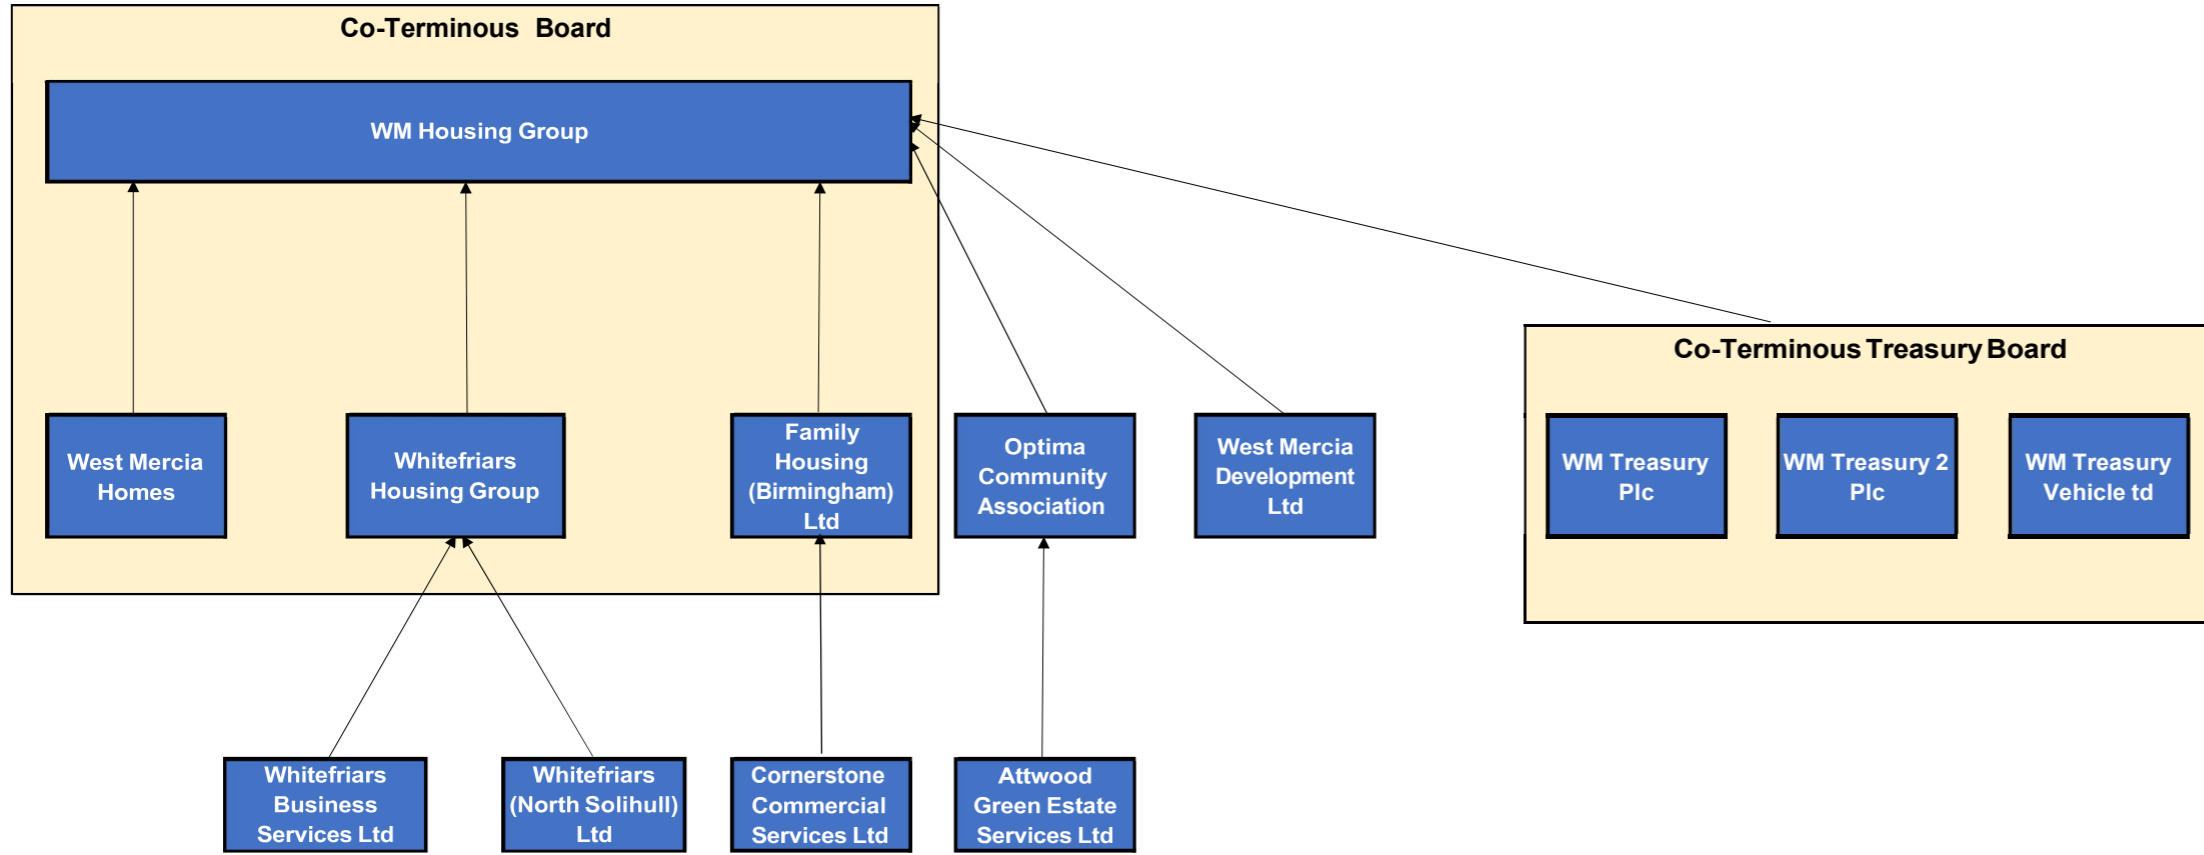 Co-Terminous Board
WM Housing Group
Co-Terminous Treasury Board
West Mercia
Homes
Whitefriars
Housing Group
Family
Housing
(Birmingham)
Ltd
Optima
Community
Association
West Mercia
Development
Ltd
WM Treasury
Plc
WM Treasury 2
Plc
WM Treasury
Vehicle td
Whitefriars
Business
Services Ltd
Whitefriars
(North Solihull)
Ltd
Cornerstone
Commercial
Services Ltd
Attwood
Green Estate
Services Ltd